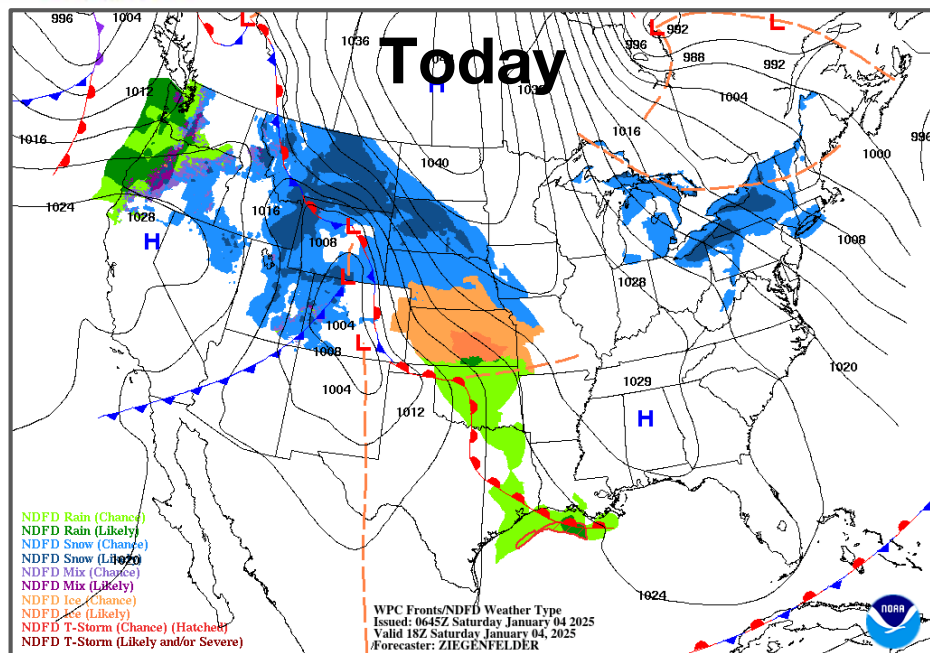 Today
996
1004
1036
L
L
L
992
996
988
992
1012
H
1004
1016
1016
1000
996
1040
1024
1028
1016
H
1008
L
1008
L
1028
1004
L
1008
1020
1004
1029
1012
H
NDFD Rain (Chance)
NDFD Rain (Likely)
NDFD Snow (Chance)
NDFD Snow (Likely)
1020
NDFD Mix (Chance)
NDFD Mix (Likely)
NDFD Ice (Chance)
NDFD Ice (Likely)
NDFD T-Storm (Chance) (Hatched)
NDFD T-Storm (Likely and/or Severe)
1024
WPC Fronts/NDFD Weather Type
Issued: 0645Z Saturday January 04 2025
Valid 18Z Saturday January 04, 2025
Forecaster: ZIEGENFELDER
NOAA